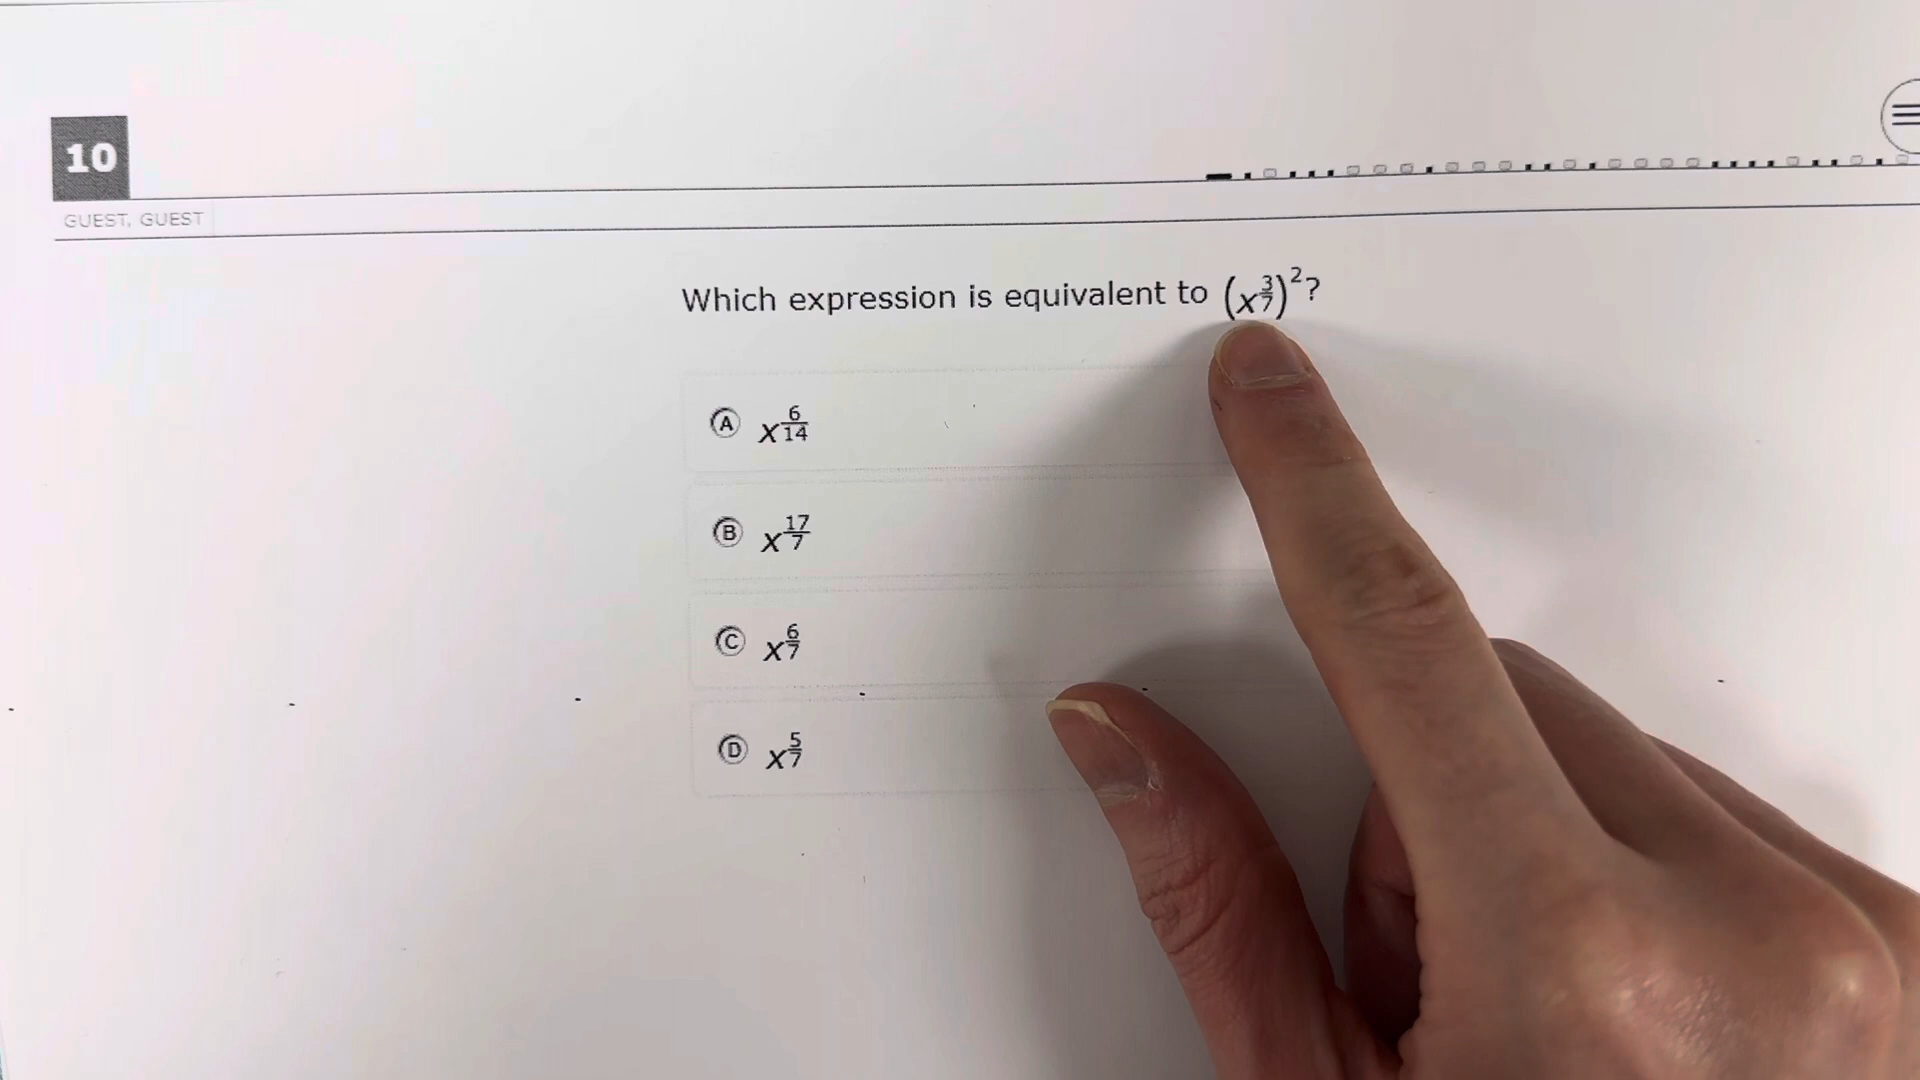 10
GUEST, GUEST
Which expression is equivalent to (x^(3/7))^2?
A x^(6/14)
B x^(17/7)
C x^(6/7)
D x^(5/7)